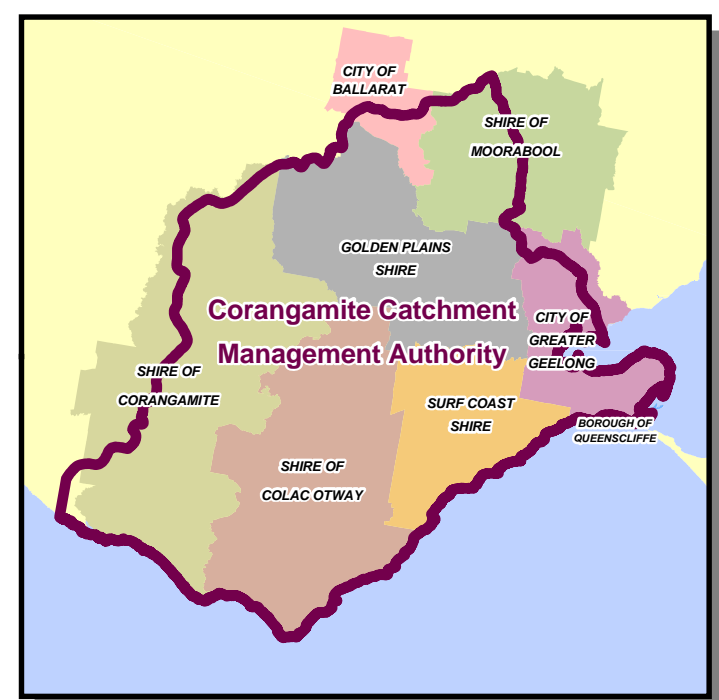 CITY OF
BALLARAT
SHIRE OF
MOORABOOL
GOLDEN PLAINS
SHIRE
Corangamite Catchment
Management Authority
CITY OF
GREATER
GEELONG
SHIRE OF
CORANGAMITE
SURF COAST
SHIRE
BOROUGH OF
QUEENSCLIFFE
SHIRE OF
COLAC OTWAY